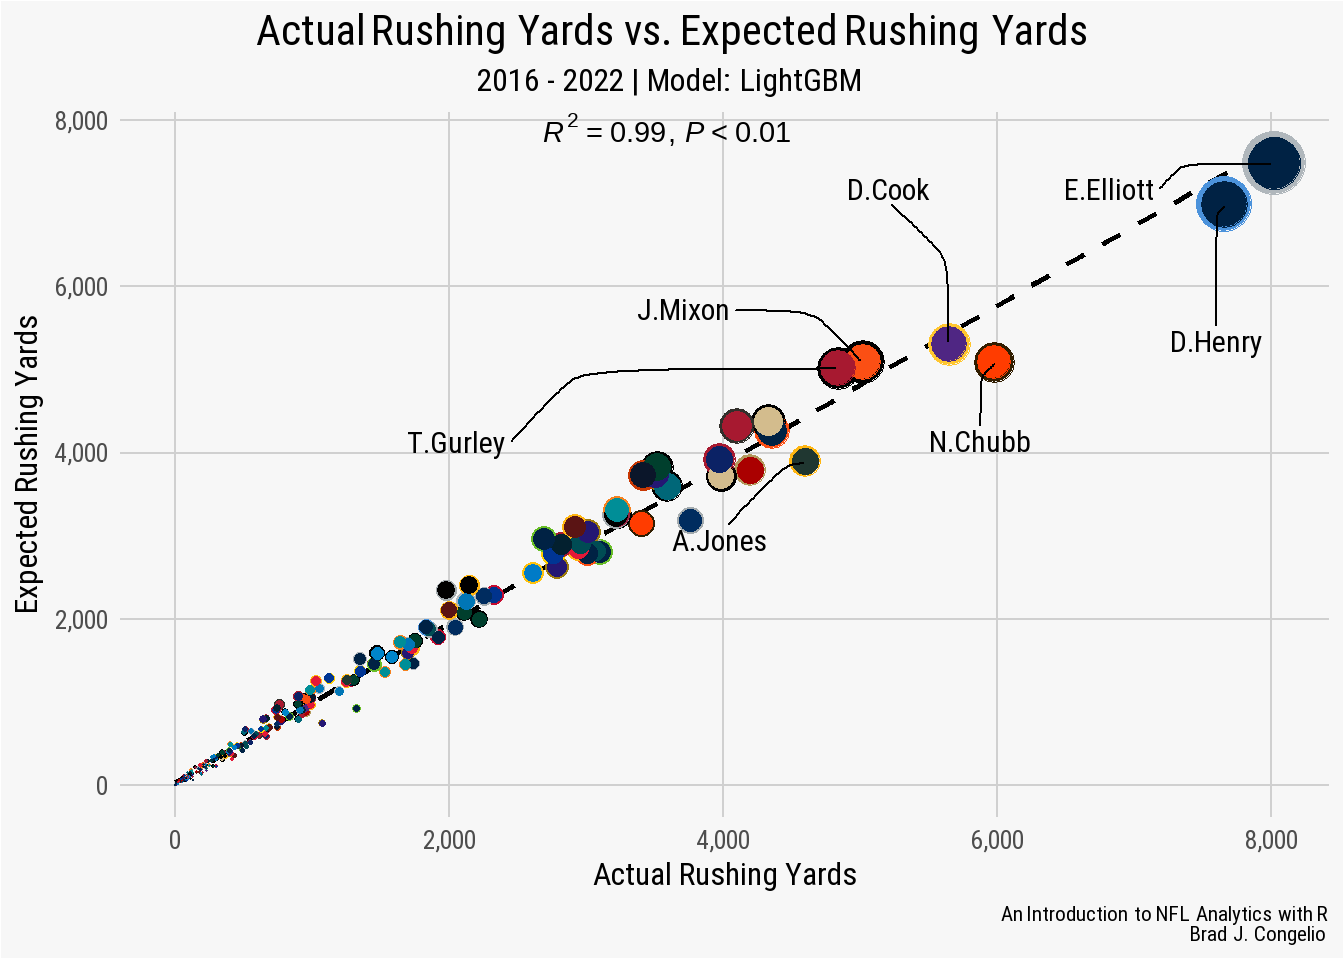 Actual Rushing Yards vs. Expected Rushing Yards
2016 - 2022 | Model: LightGBM
R² = 0.99, P < 0.01
8,000
6,000
4,000
2,000
0
Expected Rushing Yards
D.Cook
E.Elliott
J.Mixon
D.Henry
T.Gurley
N.Chubb
A.Jones
0
2,000
4,000
6,000
8,000
Actual Rushing Yards
An Introduction to NFL Analytics with R
Brad J. Congelio